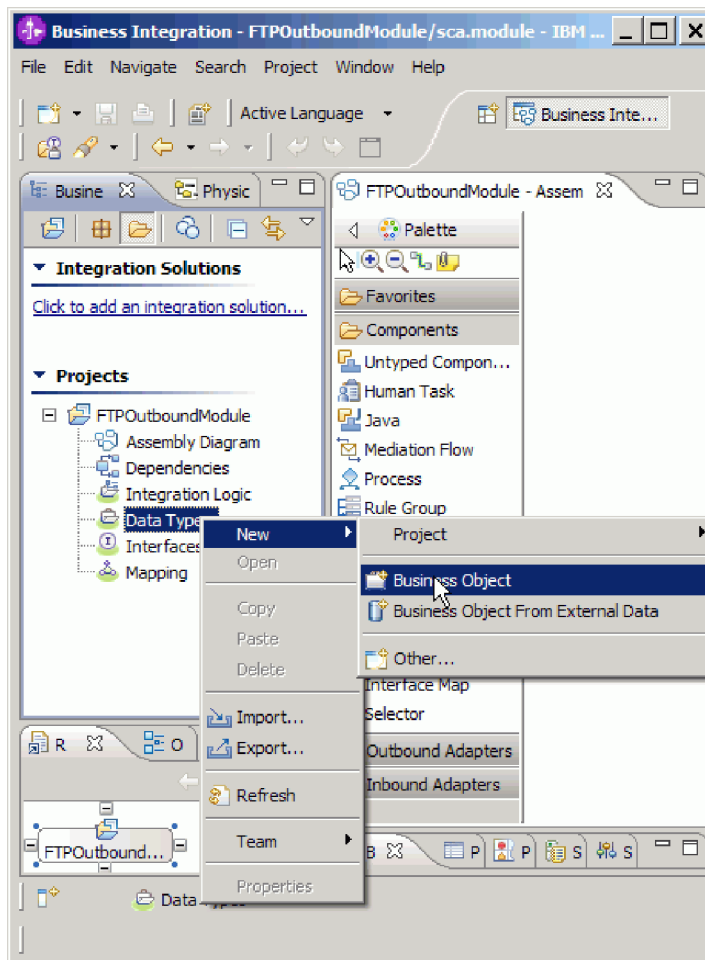 Business Integration - FTPOutboundModule/sca.module - IBM ...
File Edit Navigate Search Project Window Help
Active Language
Business Inte...
Busine
Physic
FTPOutboundModule - Assem
Palette
Integration Solutions
Click to add an integration solution...
Favorites
Components
Untyped Compon...
Human Task
Java
Mediation Flow
Process
Rule Group
Projects
FTPOutboundModule
Assembly Diagram
Dependencies
Integration Logic
Data Type
Interfaces
Mapping
New
Open
Copy
Paste
Delete
Import...
Export...
Refresh
Team
Properties
Project
Business Object
Business Object From External Data
Other...
Interface Map
Selector
Outbound Adapters
Inbound Adapters
R
O
FTPOutbound...
B
P
P
S
S
Data